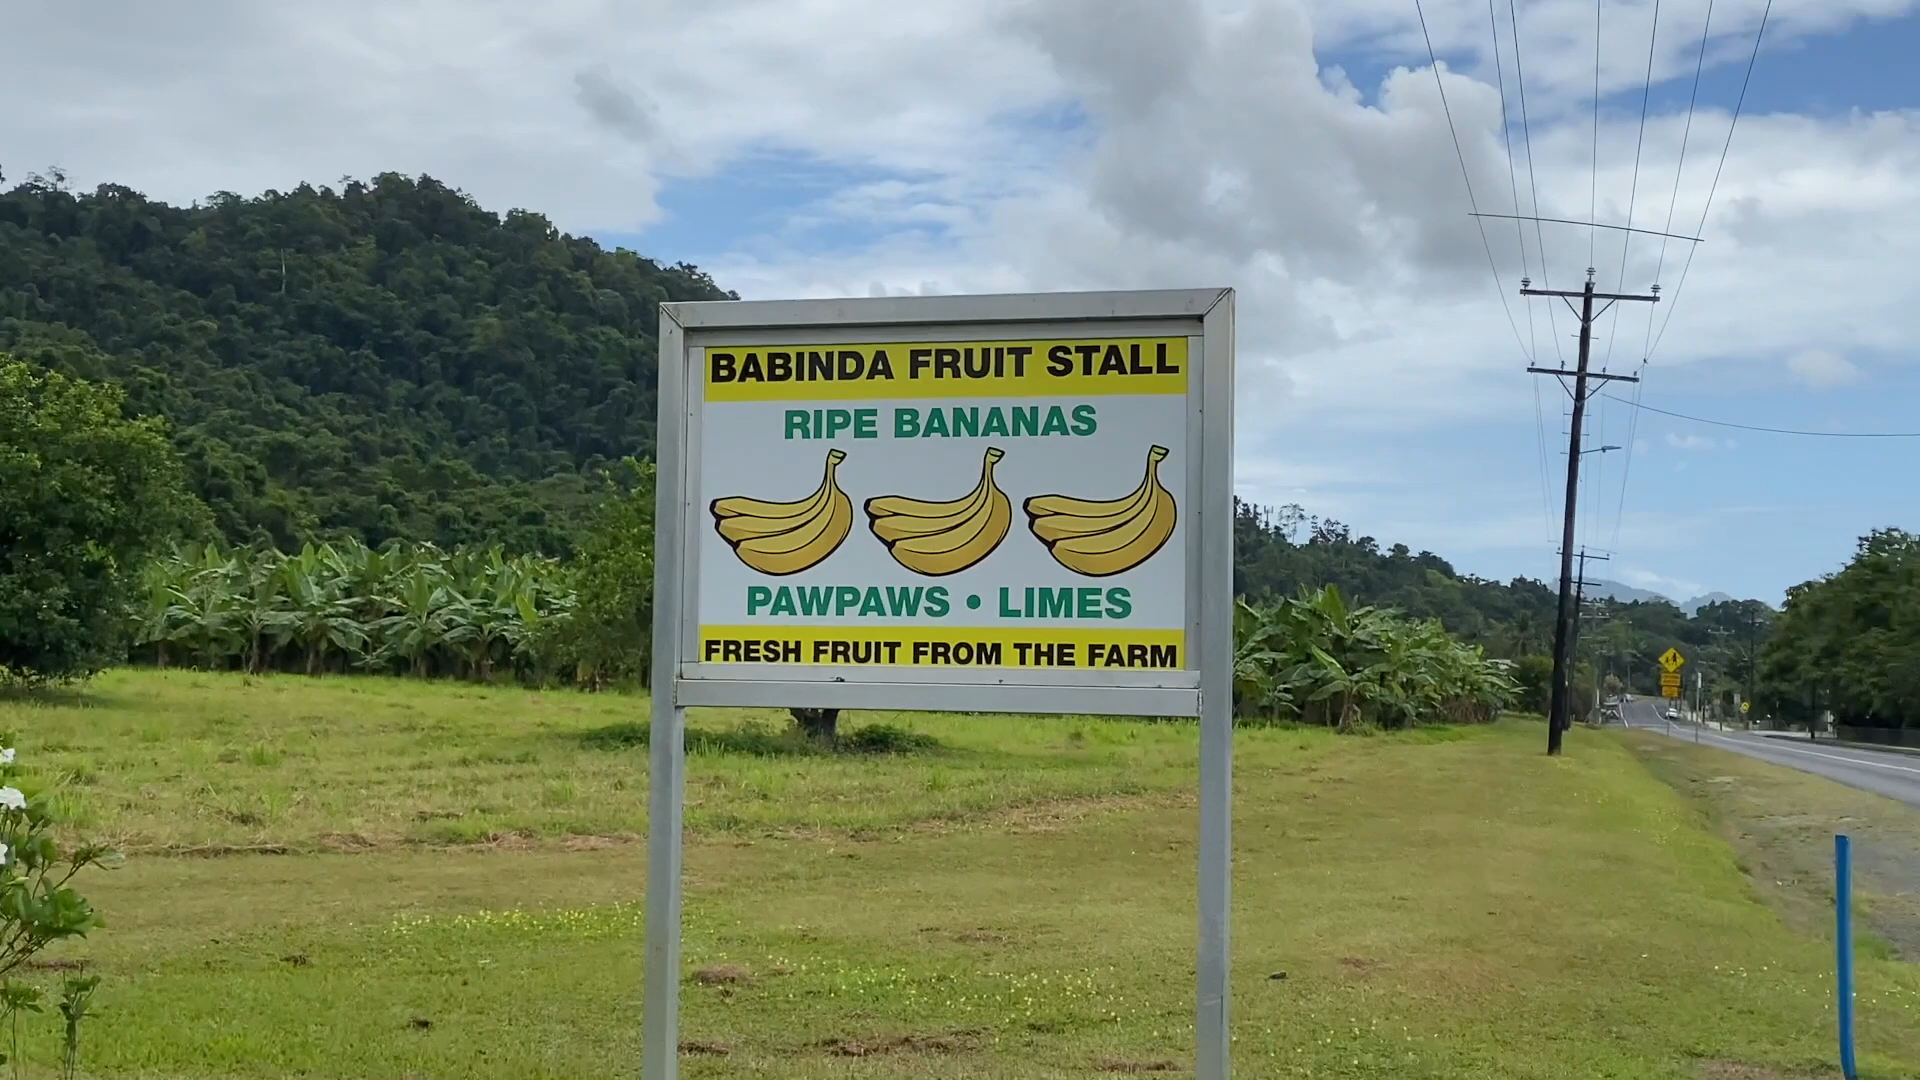 BABINDA FRUIT STALL
RIPE BANANAS
PAWPAWS • LIMES
FRESH FRUIT FROM THE FARM